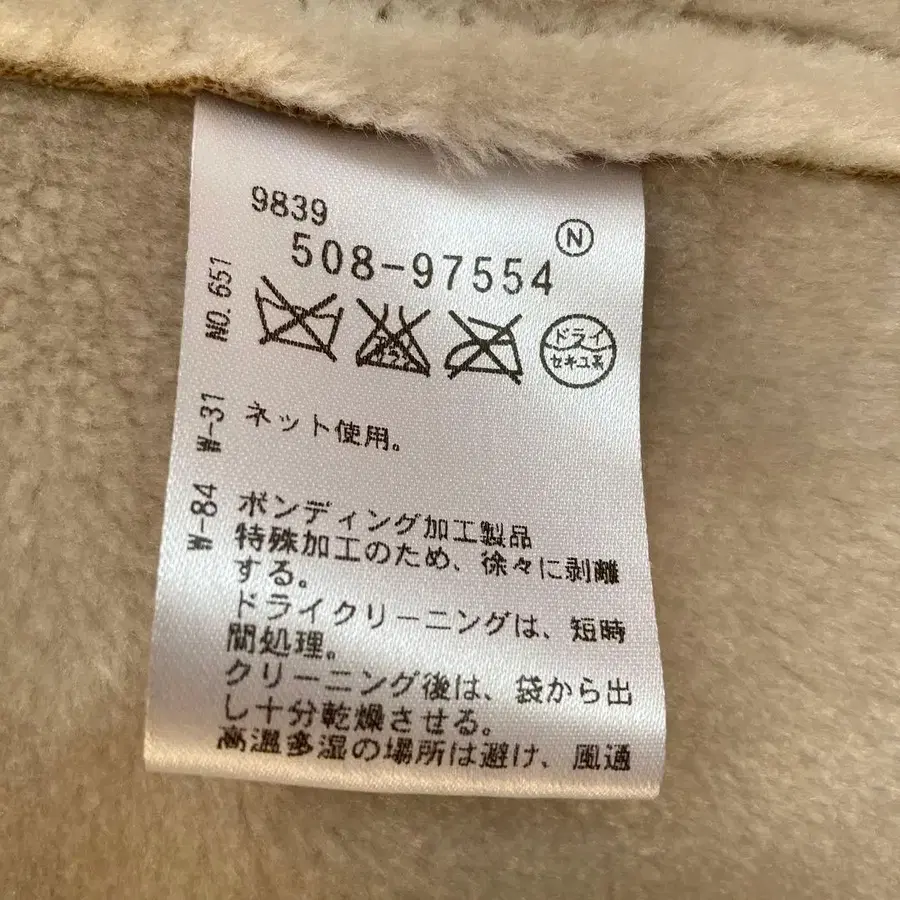 9839
N
508-97554
ドライ
セキユ系
ネット使用。
ボンディング加工製品
特殊加工のため、徐々に剥離
する。
ドライクリーニングは、短時
間処理。
クリーニング後は、袋から出
し十分乾燥させる。
高温多湿の場所は避け、風通
NO.651
W-31
W-84